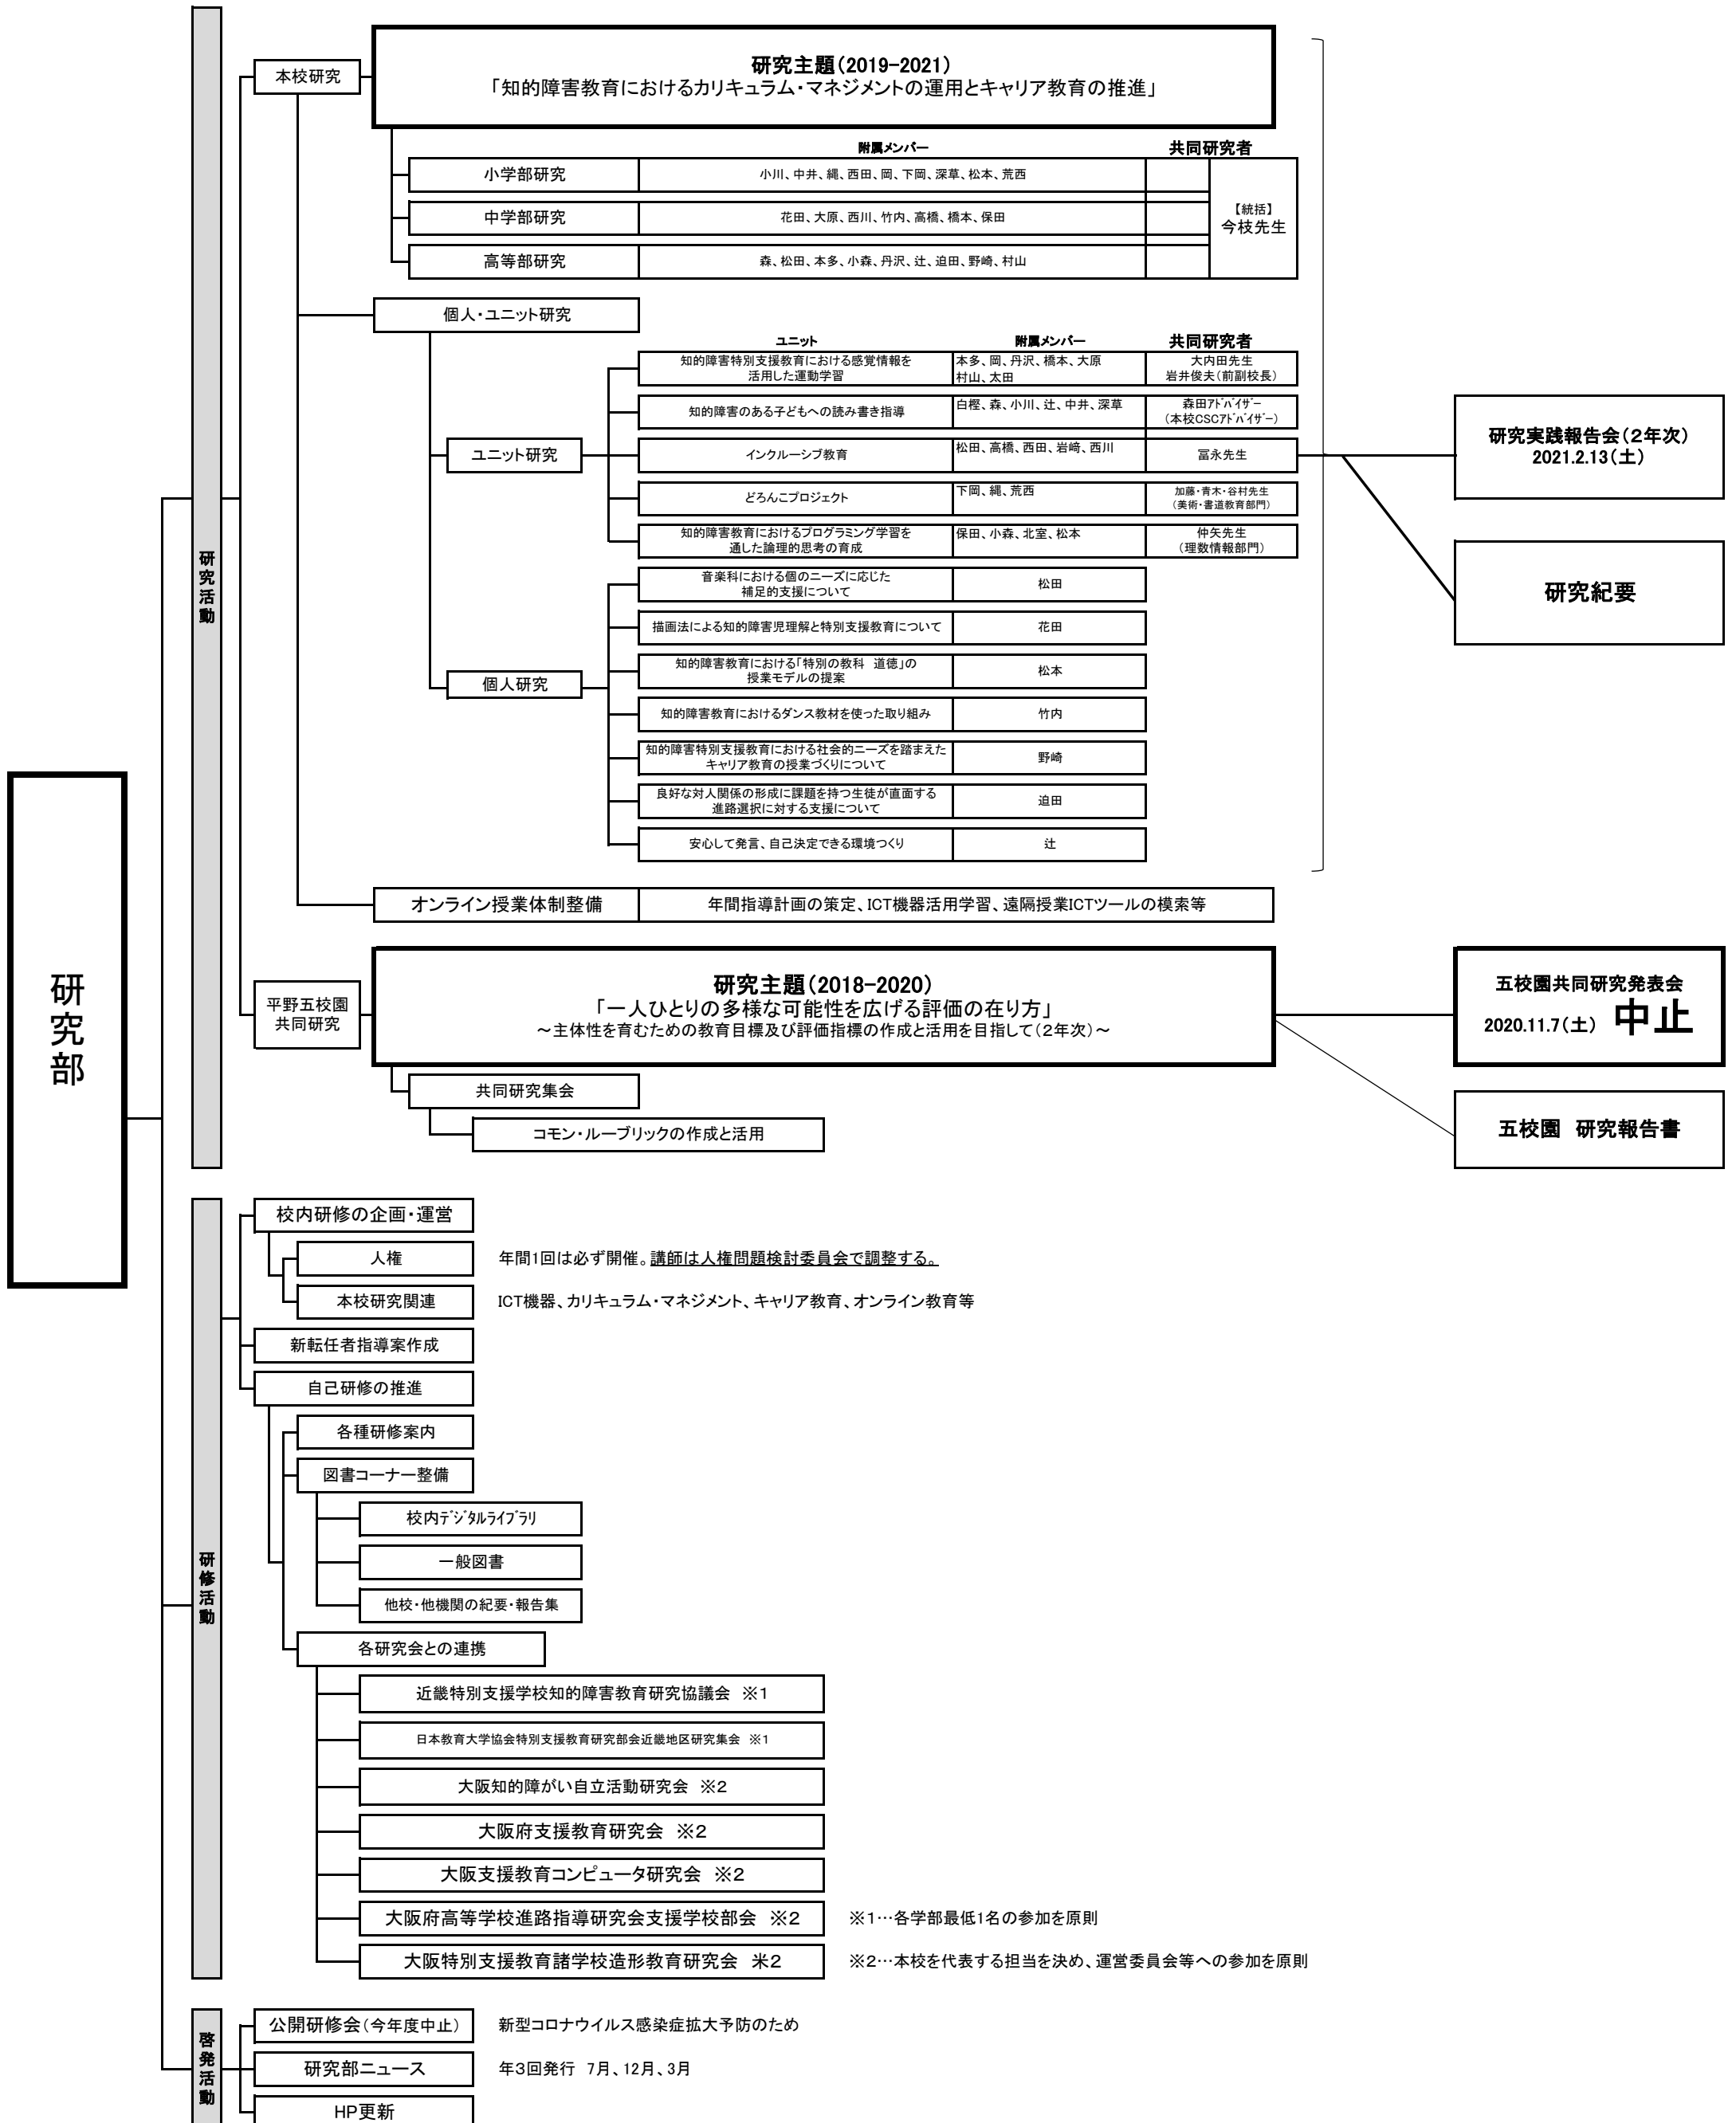 研究部
研究活動
本校研究
研究主題(2019-2021)
「知的障害教育におけるカリキュラム・マネジメントの運用とキャリア教育の推進」
附属メンバー
共同研究者
小学部研究
小川、中井、縄、西田、岡、下岡、深草、松本、荒西
中学部研究
花田、大原、西川、竹内、高橋、橋本、保田
高等部研究
森、松田、本多、小森、丹沢、辻、迫田、野崎、村山
【統括】
今枝先生
個人・ユニット研究
ユニット
附属メンバー
共同研究者
ユニット研究
知的障害特別支援教育における感覚情報を
活用した運動学習
本多、岡、丹沢、橋本、大原
村山、太田
大内田先生
岩井俊夫(前副校長)
知的障害のある子どもへの読み書き指導
白樫、森、小川、辻、中井、深草
森田ｱﾄﾞﾊﾞｲｻﾞｰ
(本校CSCｱﾄﾞﾊﾞｲｻﾞｰ)
インクルーシブ教育
松田、高橋、西田、岩﨑、西川
冨永先生
どろんこプロジェクト
下岡、縄、荒西
加藤・青木・谷村先生
(美術・書道教育部門)
知的障害教育におけるプログラミング学習を
通した論理的思考の育成
保田、小森、北室、松本
仲矢先生
(理数情報部門)
個人研究
音楽科における個のニーズに応じた
補足的支援について
松田
描画法による知的障害児理解と特別支援教育について
花田
知的障害教育における「特別の教科　道徳」の
授業モデルの提案
松本
知的障害教育におけるダンス教材を使った取り組み
竹内
知的障害特別支援教育における社会的ニーズを踏まえた
キャリア教育の授業づくりについて
野崎
良好な対人関係の形成に課題を持つ生徒が直面する
進路選択に対する支援について
迫田
安心して発言、自己決定できる環境つくり
辻
研究実践報告会(2年次)
2021.2.13(土)
研究紀要
オンライン授業体制整備
年間指導計画の策定、ICT機器活用学習、遠隔授業ICTツールの模索等
平野五校園
共同研究
研究主題(2018-2020)
「一人ひとりの多様な可能性を広げる評価の在り方」
～主体性を育むための教育目標及び評価指標の作成と活用を目指して(2年次)～
五校園共同研究発表会
2020.11.7(土) 中止
五校園　研究報告書
共同研究集会
コモン・ルーブリックの作成と活用
研修活動
校内研修の企画・運営
人権
年間1回は必ず開催。講師は人権問題検討委員会で調整する。
本校研究関連
ICT機器、カリキュラム・マネジメント、キャリア教育、オンライン教育等
新転任者指導案作成
自己研修の推進
各種研修案内
図書コーナー整備
校内ﾃﾞｼﾞﾀﾙﾗｲﾌﾞﾗﾘ
一般図書
他校・他機関の紀要・報告集
各研究会との連携
近畿特別支援学校知的障害教育研究協議会　※1
日本教育大学協会特別支援教育研究部会近畿地区研究集会　※1
大阪知的障がい自立活動研究会　※2
大阪府支援教育研究会　※2
大阪支援教育コンピュータ研究会　※2
大阪府高等学校進路指導研究会支援学校部会　※2
※1…各学部最低1名の参加を原則
大阪特別支援教育諸学校造形教育研究会　米2
※2…本校を代表する担当を決め、運営委員会等への参加を原則
啓発活動
公開研修会(今年度中止)
新型コロナウイルス感染症拡大予防のため
研究部ニュース
年3回発行　7月、12月、3月
HP更新